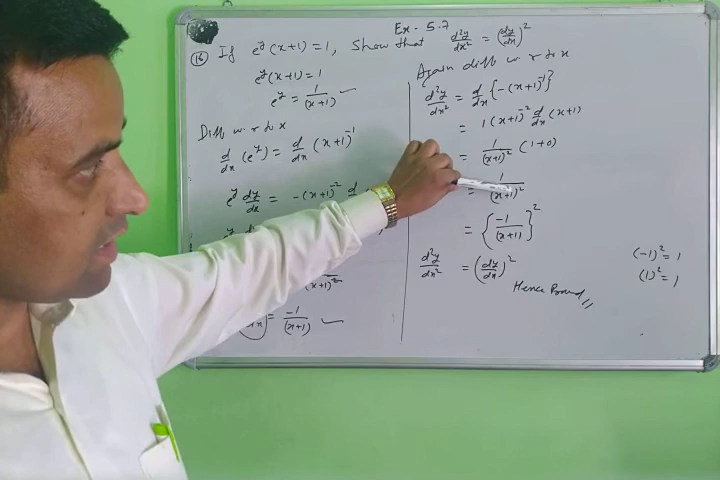 Ex - 5.7
(16) If e^y (x+1) = 1, Show that d²y/dx² = (dy/dx)²
e^y (x+1) = 1
e^y = 1/(x+1)
Diff w.r to x
d/dx (e^y) = d/dx (x+1)^-1
e^y dy/dx = -(x+1)^-2 d
(x+1)²
= -1/(x+1)
Again diff w.r to x
d²y/dx² = d/dx {-(x+1)^-1}
= 1(x+1)^-2 d/dx (x+1)
= 1/(x+1)² (1+0)
= 1/(x+1)²
= {-1/(x+1)}²
d²y/dx² = (dy/dx)²
Hence Proved
(-1)² = 1
(1)² = 1